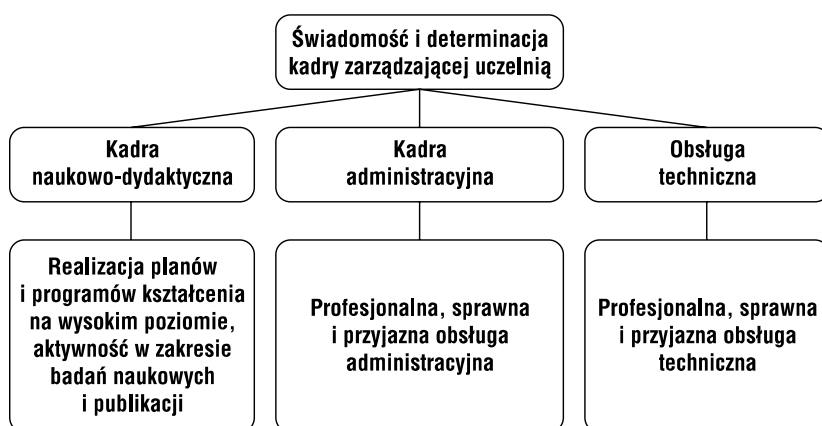 Świadomość i determinacja
kadry zarządzającej uczelnią
Kadra
naukowo-dydaktyczna
Kadra
administracyjna
Obsługa
techniczna
Realizacja planów
i programów kształcenia
na wysokim poziomie,
aktywność w zakresie
badań naukowych
i publikacji
Profesjonalna, sprawna
i przyjazna obsługa
administracyjna
Profesjonalna, sprawna
i przyjazna obsługa
techniczna